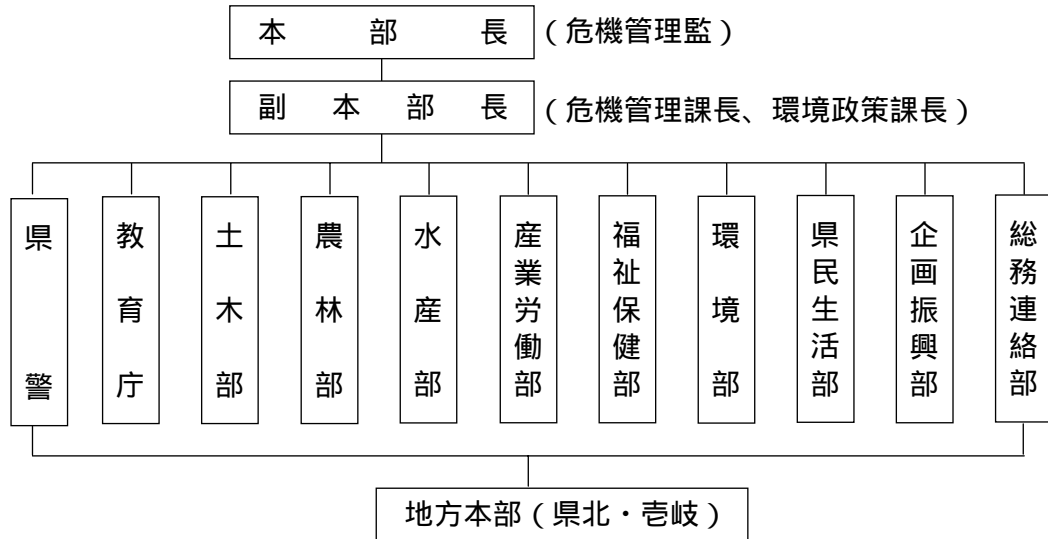 本部長（危機管理監）
副本部長（危機管理課長、環境政策課長）
県警
教育庁
土木部
農林部
水産部
産業労働部
福祉保健部
環境部
県民生活部
企画振興部
総務連絡部
地方本部（県北・壱岐）